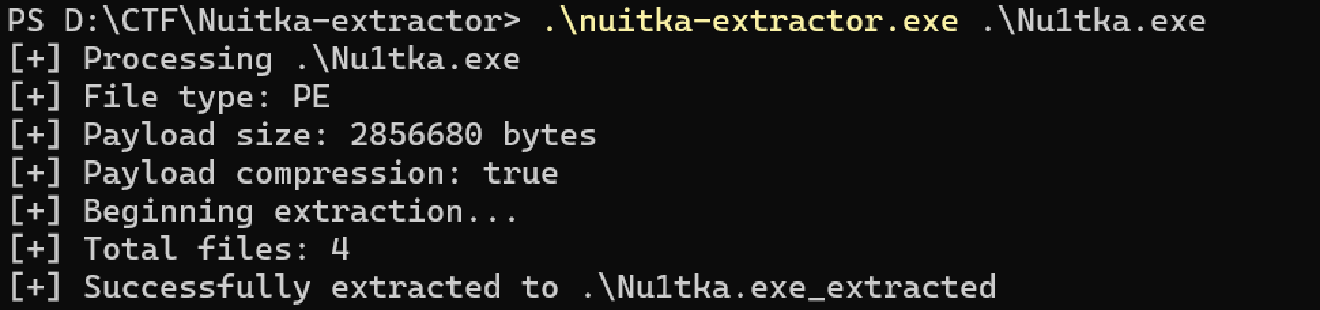 PS D:\CTF\Nuitka-extractor> .\nuitka-extractor.exe .\Nu1tka.exe
[+] Processing .\Nu1tka.exe
[+] File type: PE
[+] Payload size: 2856680 bytes
[+] Payload compression: true
[+] Beginning extraction...
[+] Total files: 4
[+] Successfully extracted to .\Nu1tka.exe_extracted